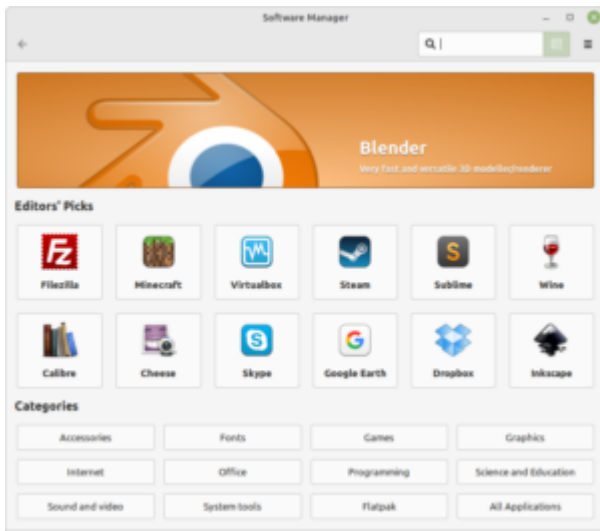 Software Manager
Blender
Very fast and versatile 3D modeller/renderer
Editors' Picks
Filezilla Minecraft Virtualbox Steam Sublime Wine
Calibre Cheese Skype Google Earth Dropbox Inkscape
Categories
Accessories Fonts Games Graphics
Internet Office Programming Science and Education
Sound and video System tools Flatpak All Applications